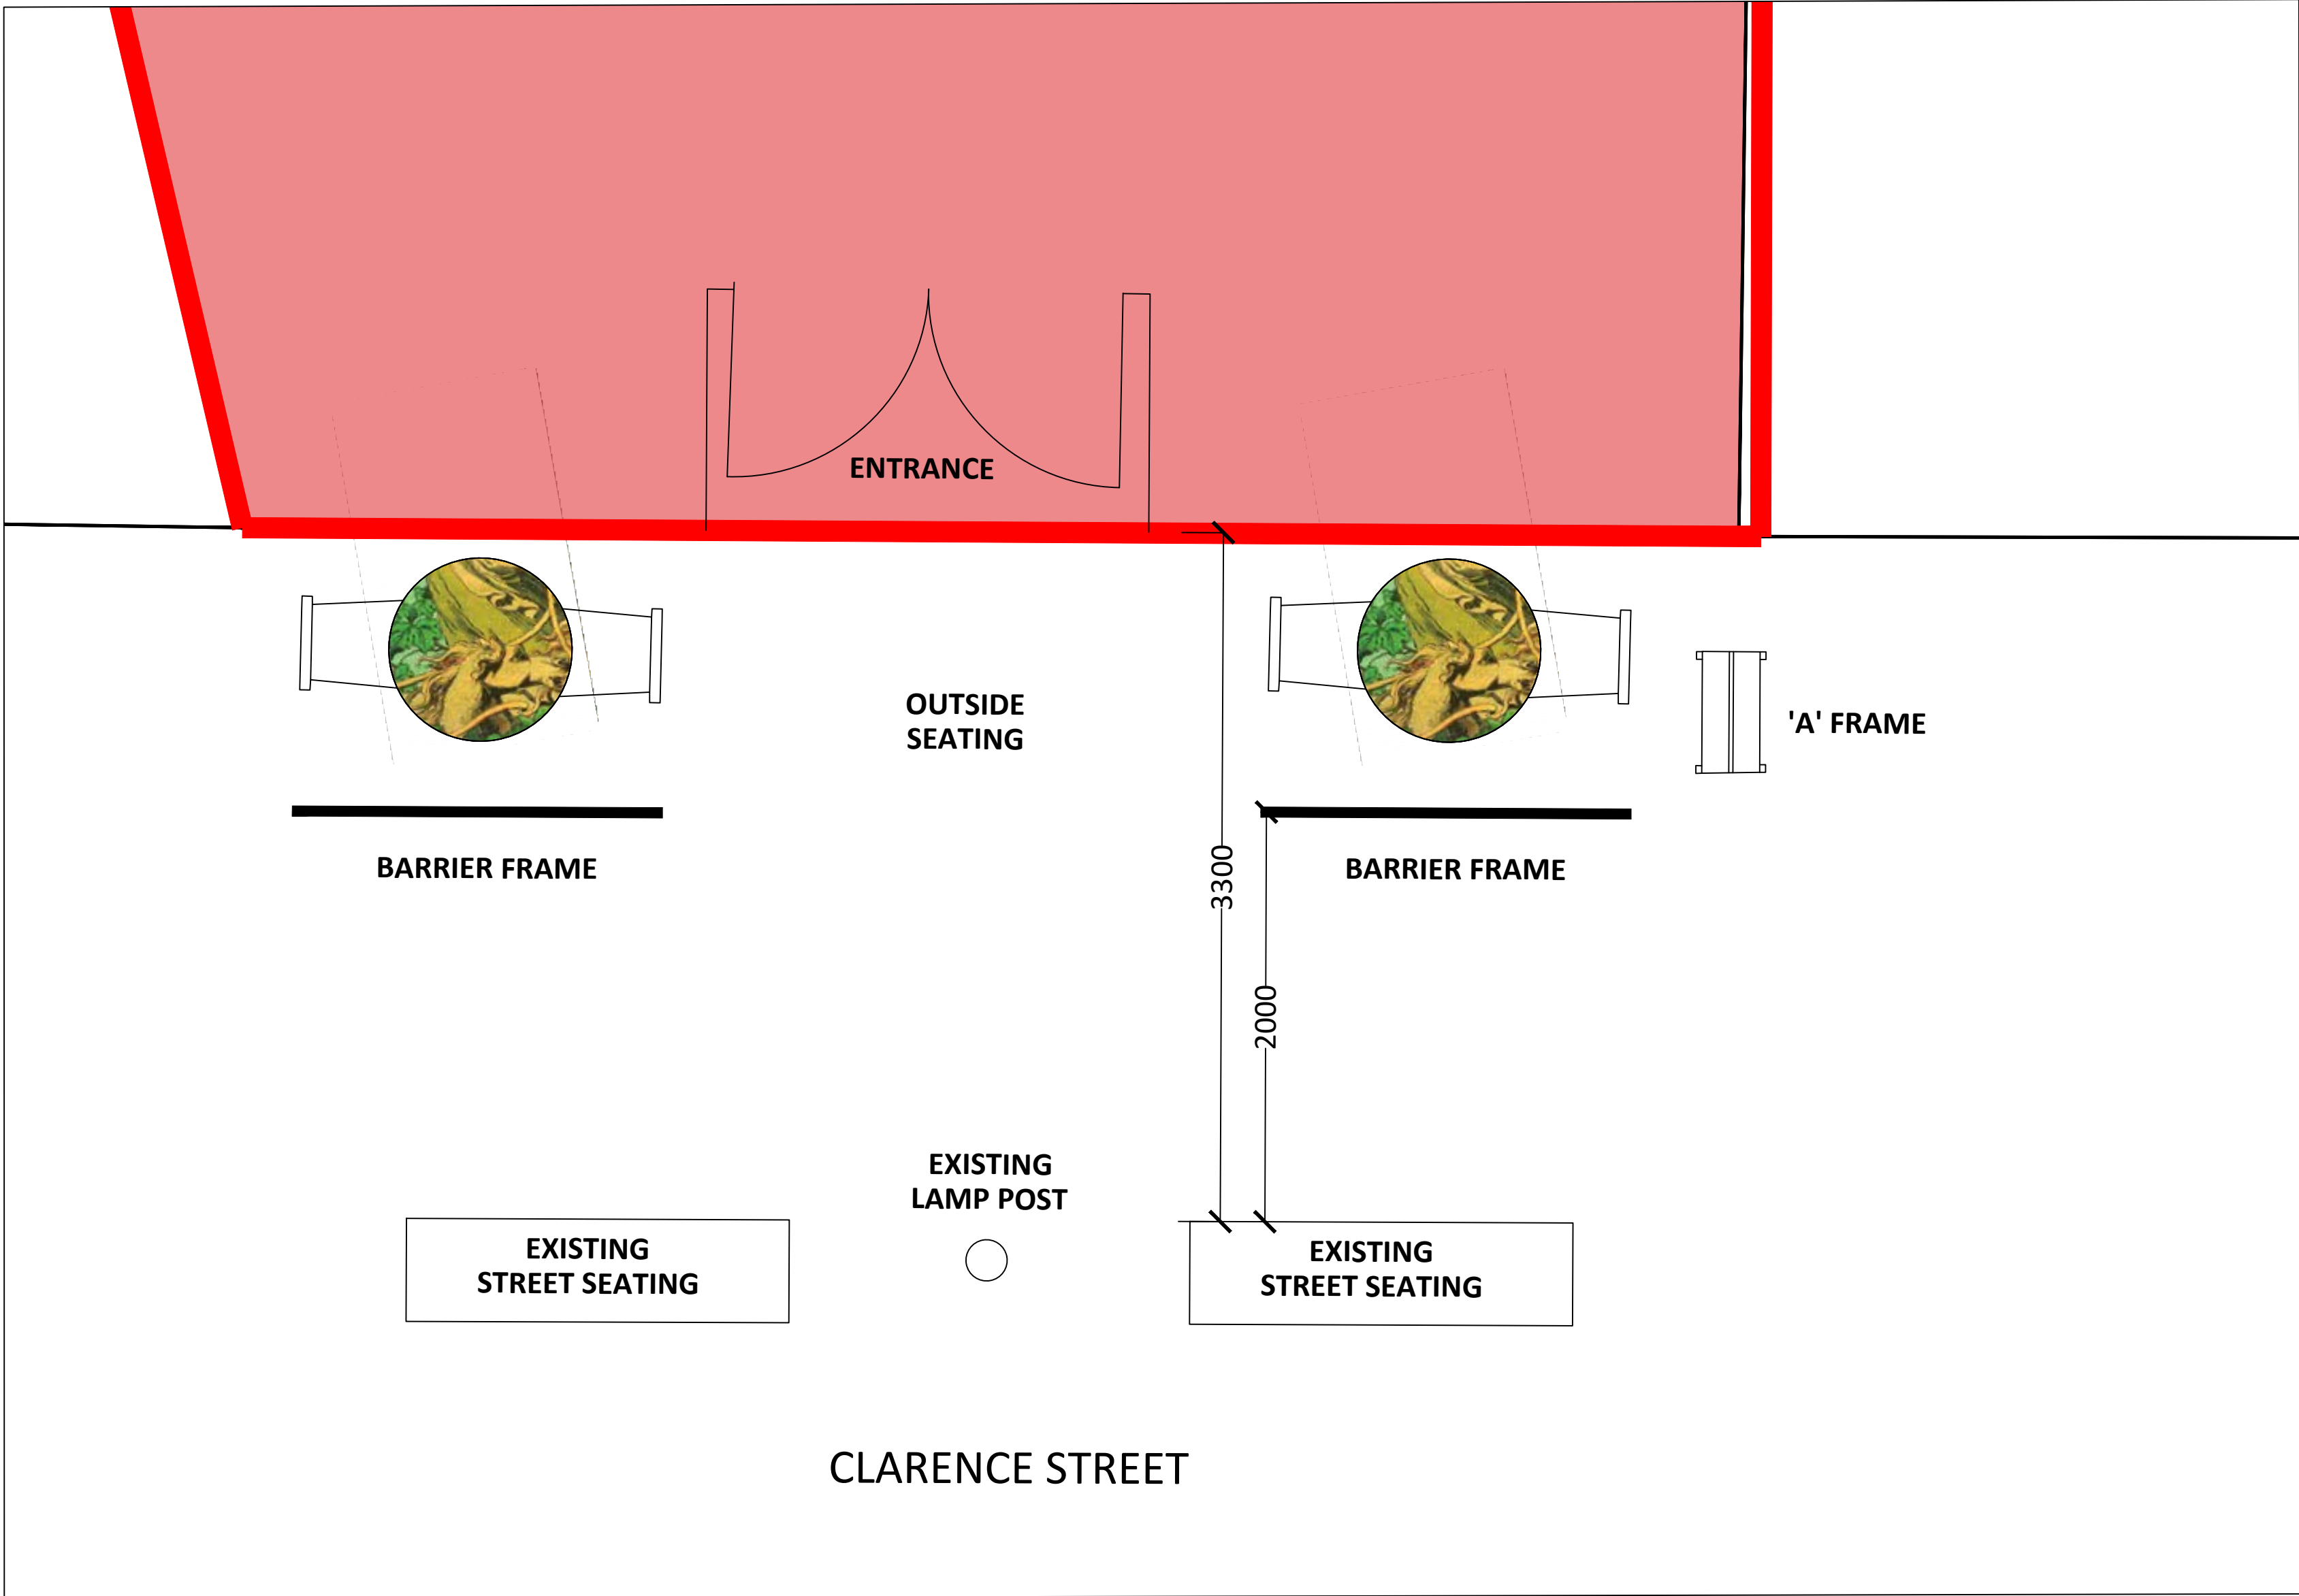 ENTRANCE
OUTSIDE
SEATING
'A' FRAME
BARRIER FRAME
BARRIER FRAME
3300
2000
EXISTING
LAMP POST
EXISTING
STREET SEATING
EXISTING
STREET SEATING
CLARENCE STREET